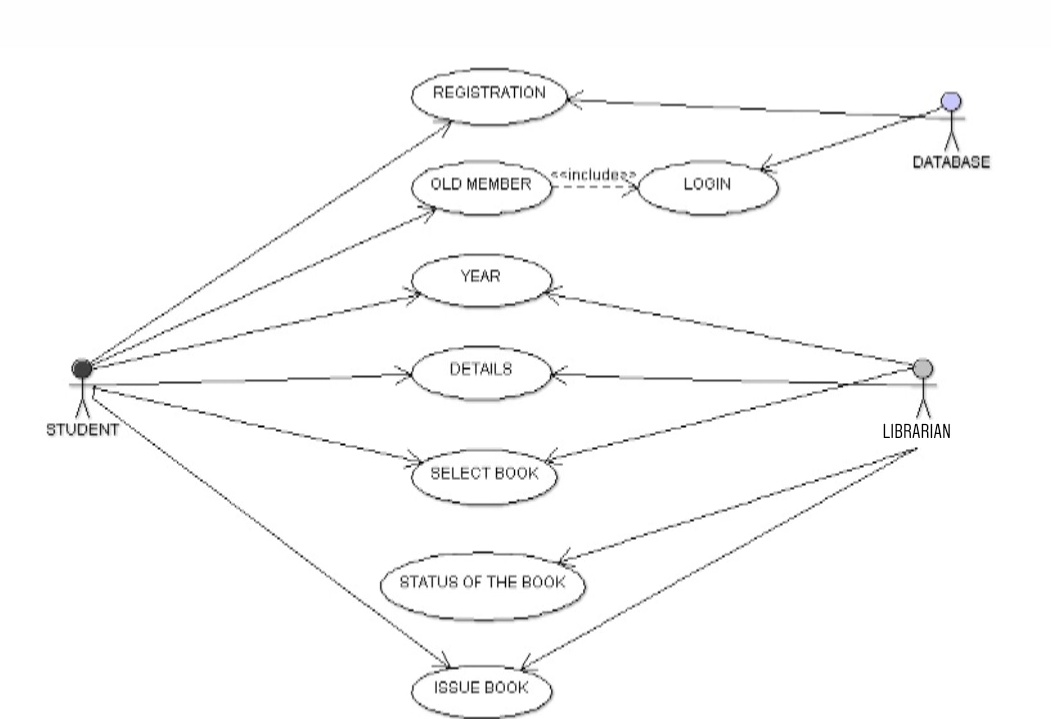 REGISTRATION
DATABASE
OLD MEMBER
<<include>>
LOGIN
YEAR
DETAILS
STUDENT
LIBRARIAN
SELECT BOOK
STATUS OF THE BOOK
ISSUE BOOK